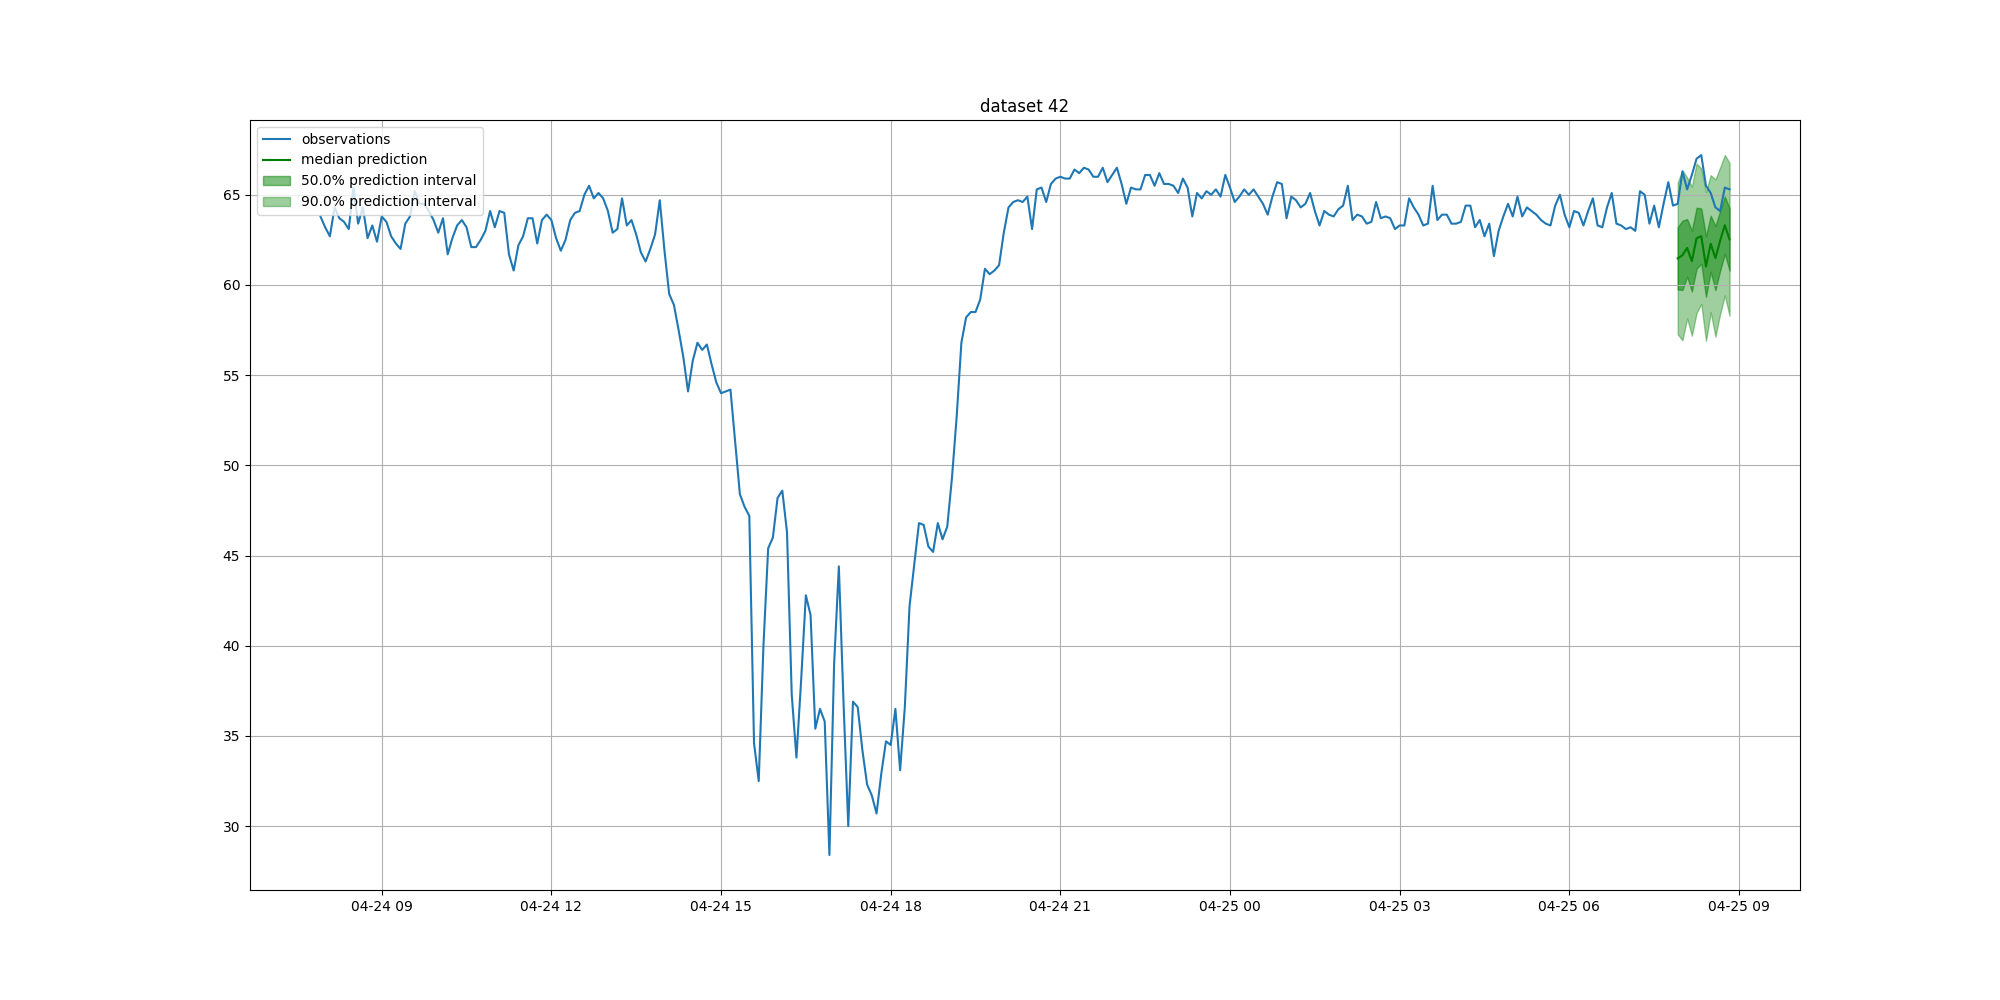 dataset 42
observations
median prediction
50.0% prediction interval
90.0% prediction interval
65
60
55
50
45
40
35
30
04-24 09 04-24 12 04-24 15 04-24 18 04-24 21 04-25 00 04-25 03 04-25 06 04-25 09